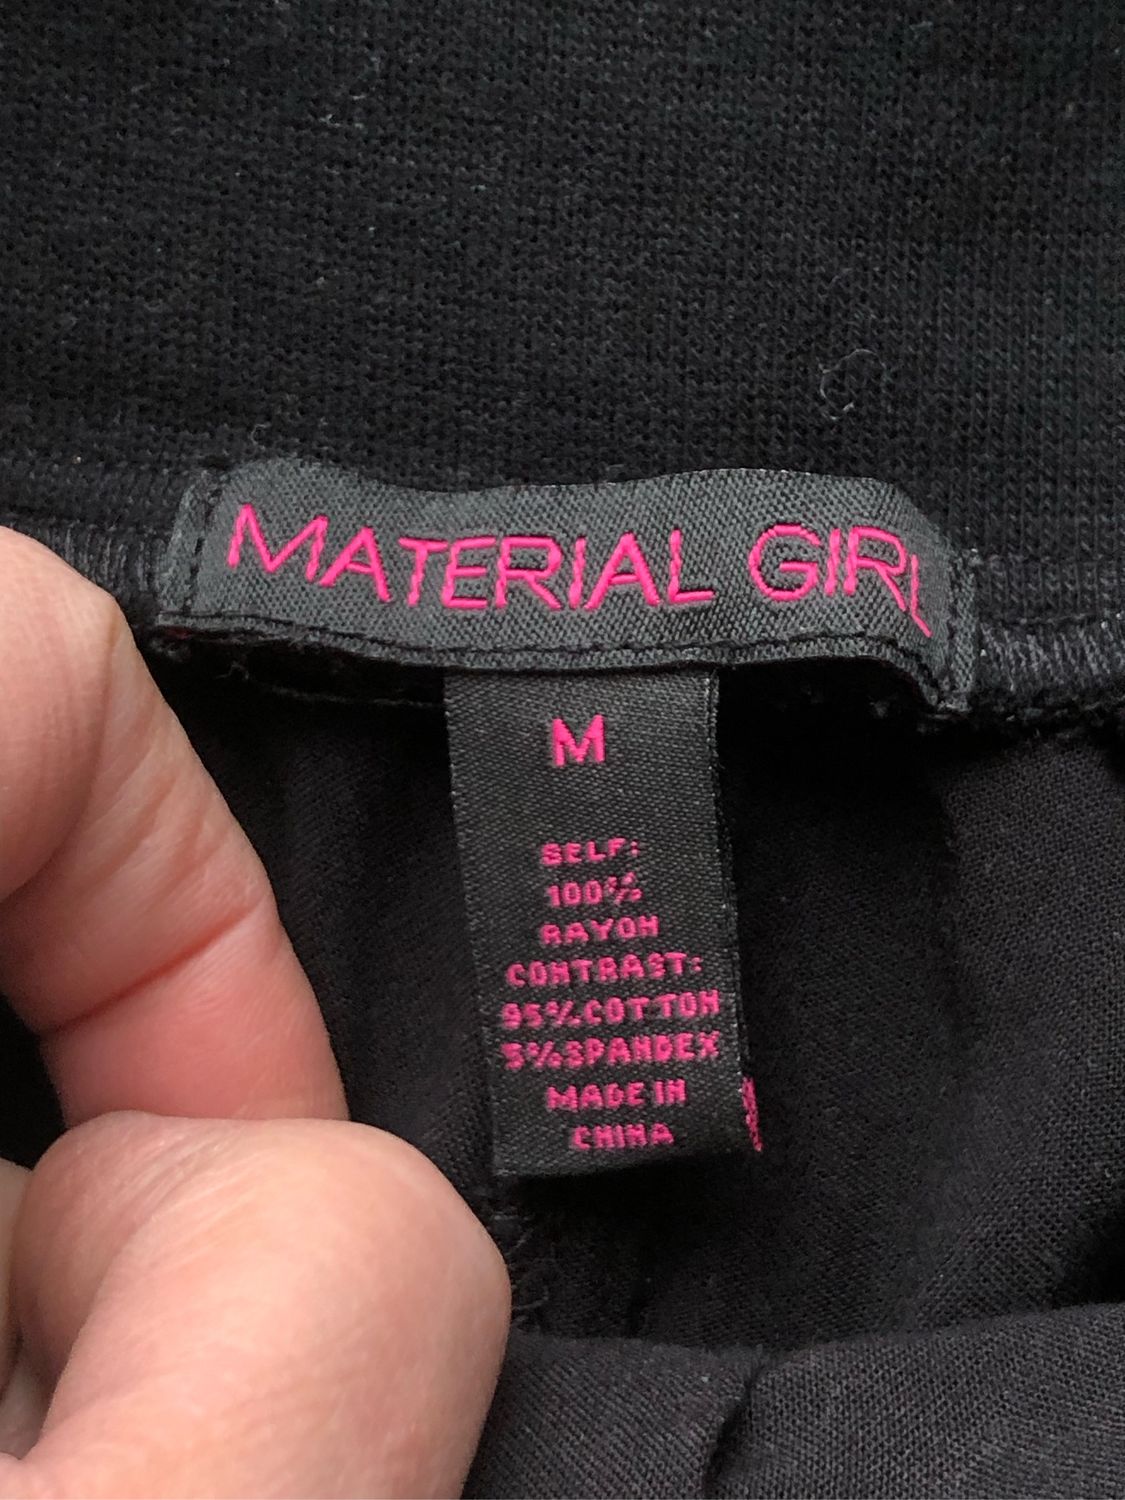 MATERIAL GIRL
M
SELF:
100%
RAYON
CONTRAST:
95%COTTON
5%SPANDEX
MADE IN
CHINA